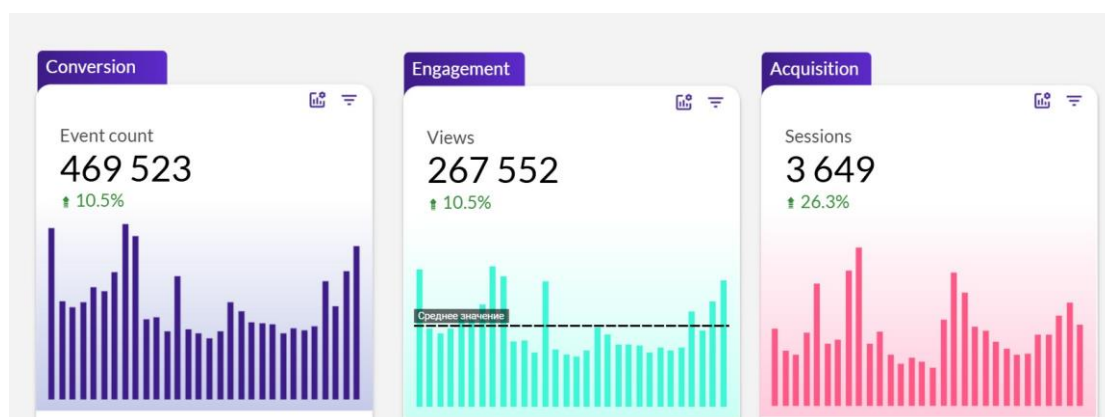 Conversion
Event count
469 523
10.5%
Engagement
Views
267 552
10.5%
Среднее значение
Acquisition
Sessions
3 649
26.3%